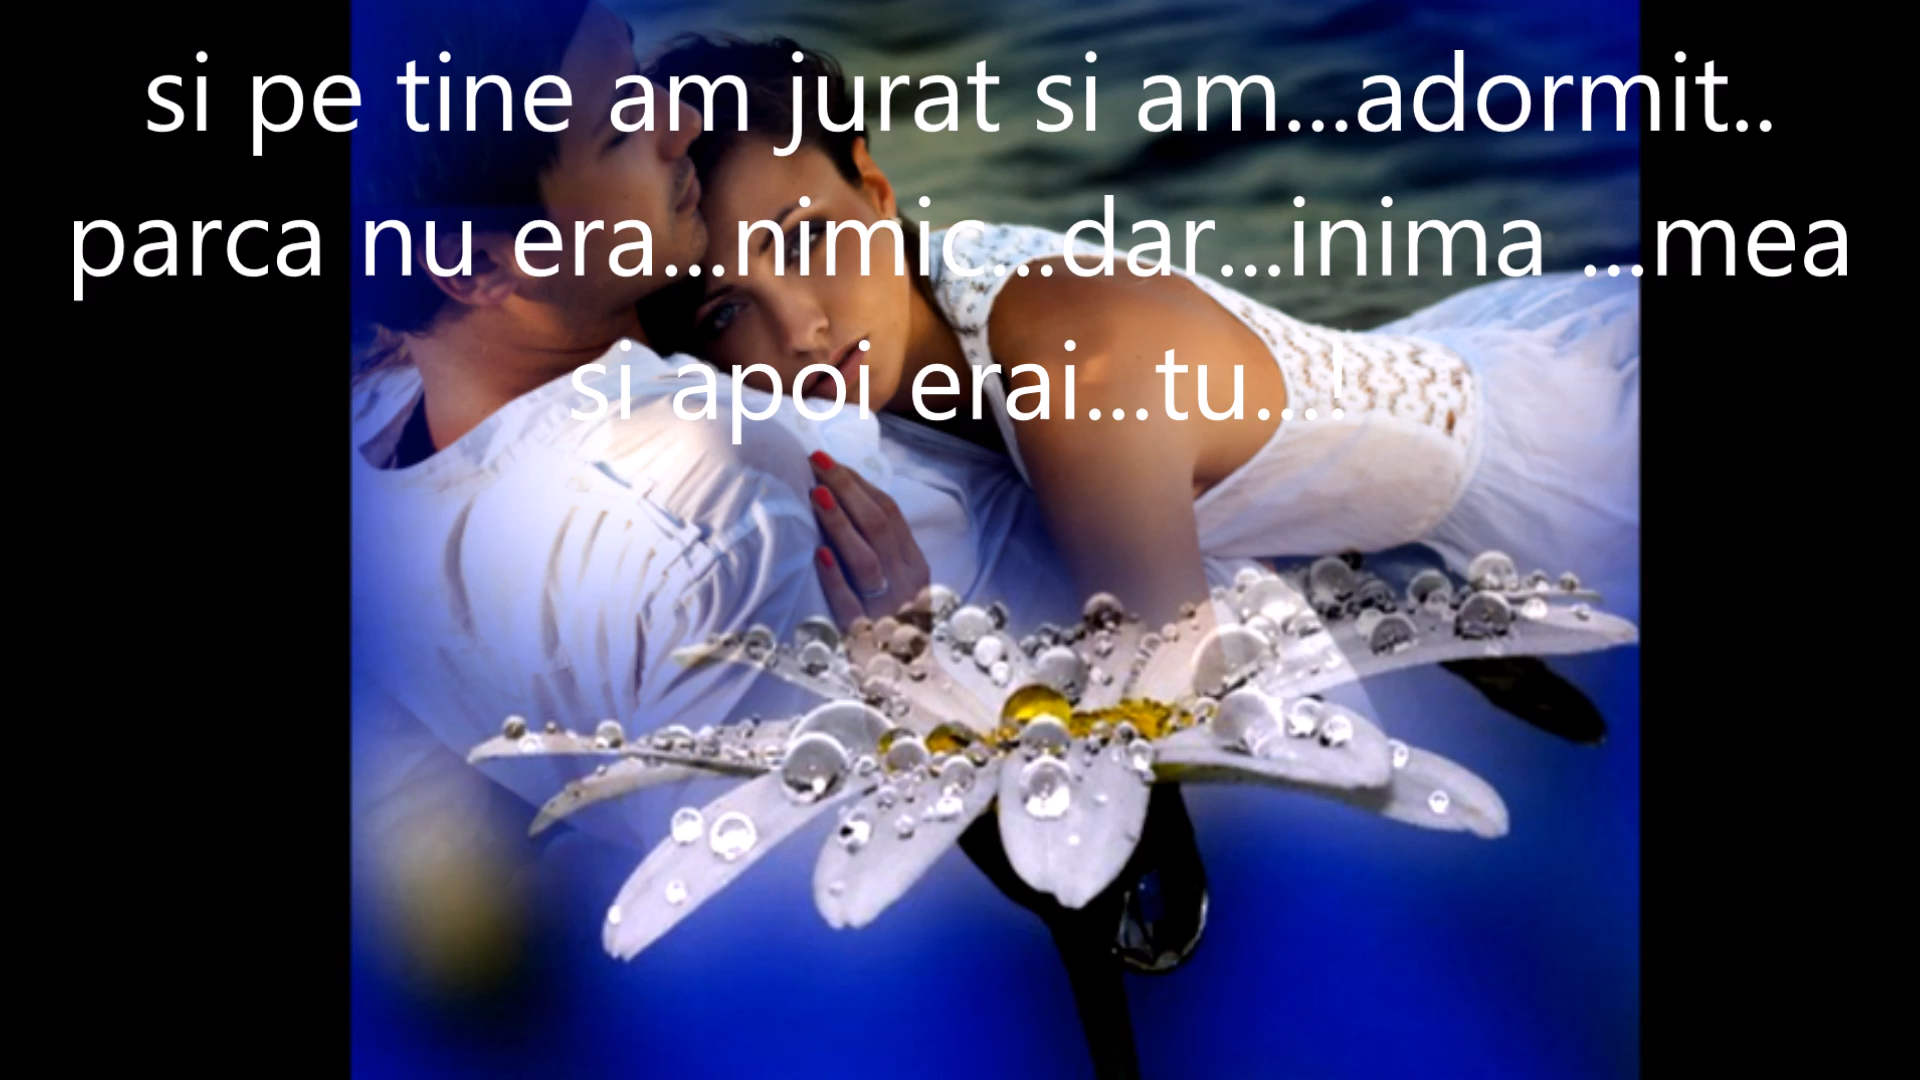 si pe tine am jurat si am...adormit..
parca nu era...nimic...dar...inima ...mea
si apoi erai...tu...!